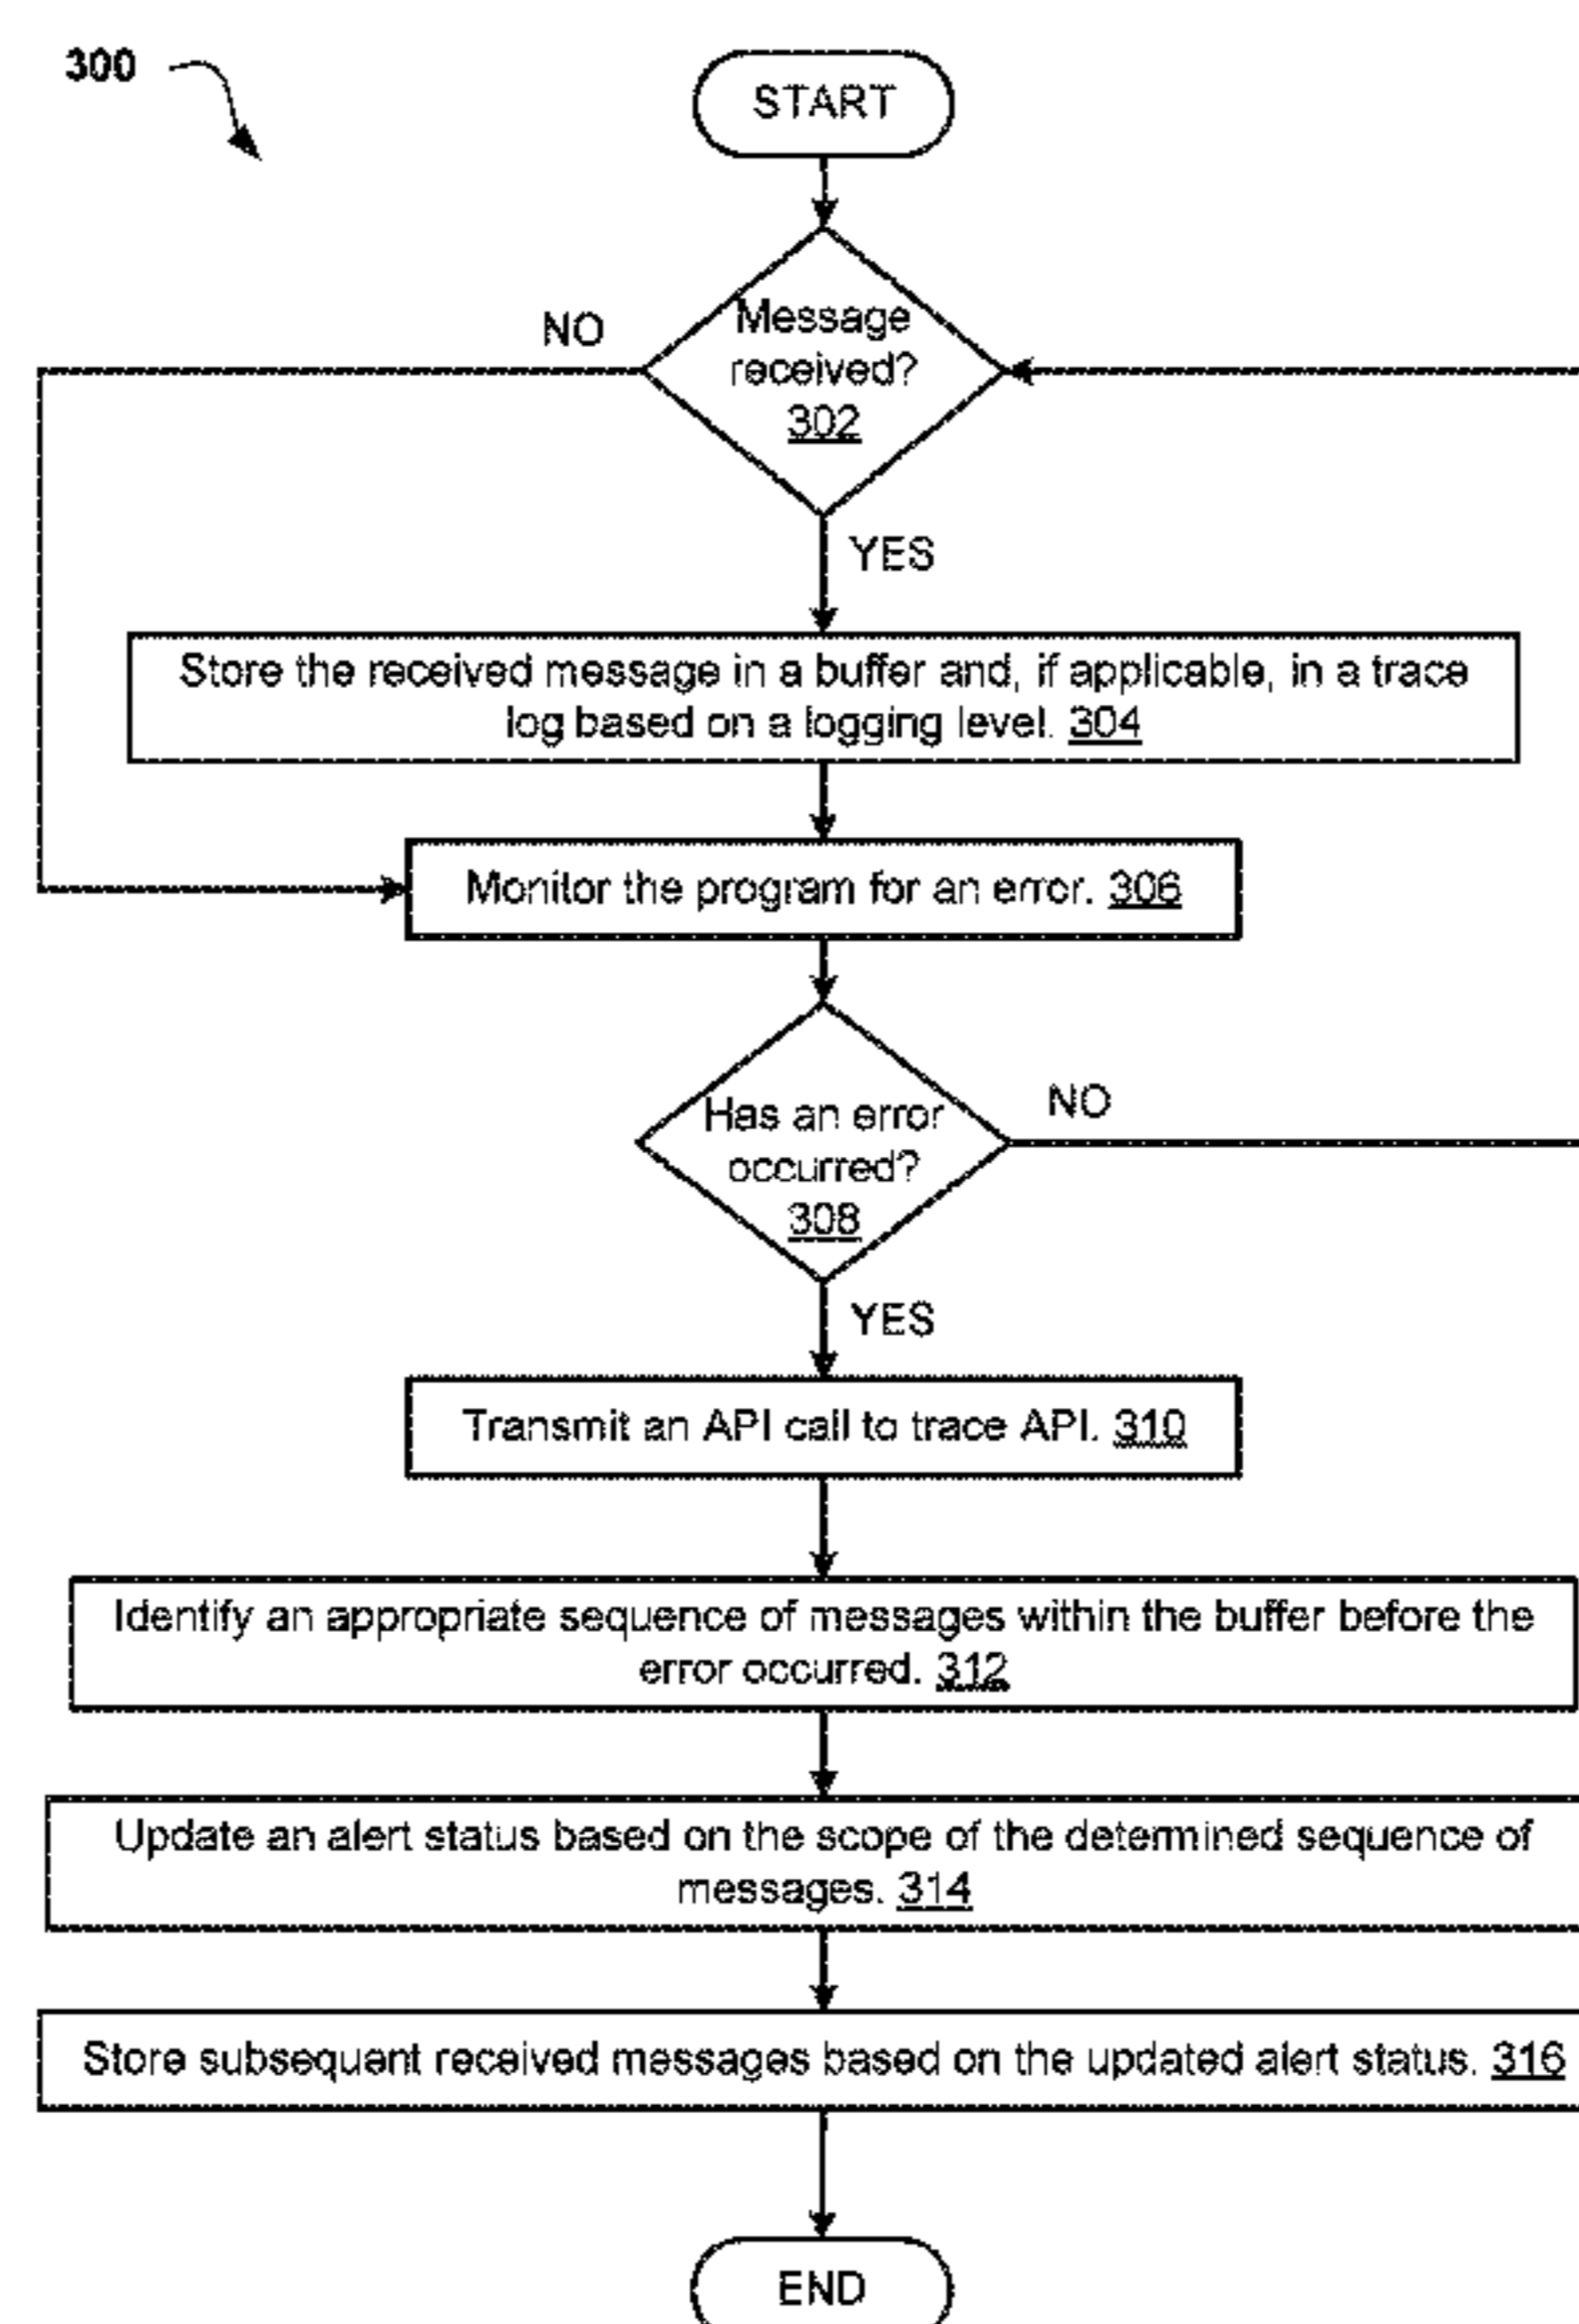 300
START
NO
Message
received?
302
YES
Store the received message in a buffer and, if applicable, in a trace
log based on a logging level. 304
Monitor the program for an error. 306
Has an error
occurred?
308
NO
YES
Transmit an API call to trace API. 310
Identify an appropriate sequence of messages within the buffer before the
error occurred. 312
Update an alert status based on the scope of the determined sequence of
messages. 314
Store subsequent received messages based on the updated alert status. 316
END